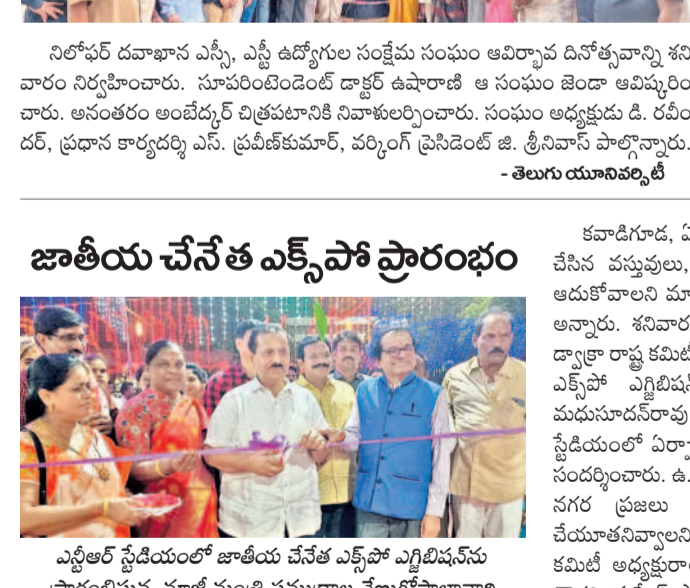 నిలోఫర్ దవాఖాన ఎస్సీ, ఎస్టీ ఉద్యోగుల సంక్షేమ సంఘం ఆవిర్భావ దినోత్సవాన్ని శని
వారం నిర్వహించారు. సూపరింటెండెంట్ డాక్టర్ ఉషారాణి ఆ సంఘం జెండా ఆవిష్కరిం
చారు. అనంతరం అంబేద్కర్ చిత్రపటానికి నివాళులర్పించారు. సంఘం అధ్యక్షుడు డి. రవీం
దర్, ప్రధాన కార్యదర్శి ఎస్. ప్రవీణ్‌కుమార్, వర్కింగ్ ప్రెసిడెంట్ జి. శ్రీనివాస్ పాల్గొన్నారు.
- తెలుగు యూనివర్సిటీ
జాతీయ చేనేత ఎక్స్‌పో ప్రారంభం
ఎన్టీఆర్ స్టేడియంలో జాతీయ చేనేత ఎక్స్‌పో ఎగ్జిబిషన్‌ను
కవాడిగూడ,
చేసిన వస్తువులు,
ఆదుకోవాలని
అన్నారు. శనివార
డ్వాక్రా రాష్ట్ర కమిటీ
ఎక్స్‌పో ఎగ్జిబిషన్
మధుసూదన్‌రావు
స్టేడియంలో ఏర్పా
సందర్శించారు. ఉ.
నగర ప్రజలు
చేయూతనివ్వాలని
కమిటీ అధ్యక్షురా